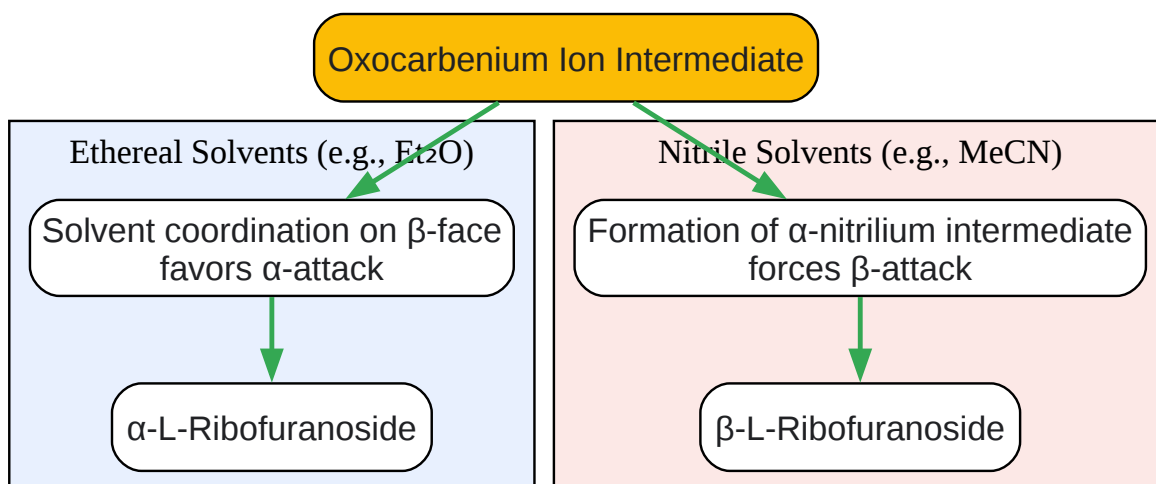 Oxocarbenium Ion Intermediate
Ethereal Solvents (e.g., Et₂O)
Solvent coordination on β-face
favors α-attack
α-L-Ribofuranoside
Nitrile Solvents (e.g., MeCN)
Formation of α-nitrilium intermediate
forces β-attack
β-L-Ribofuranoside